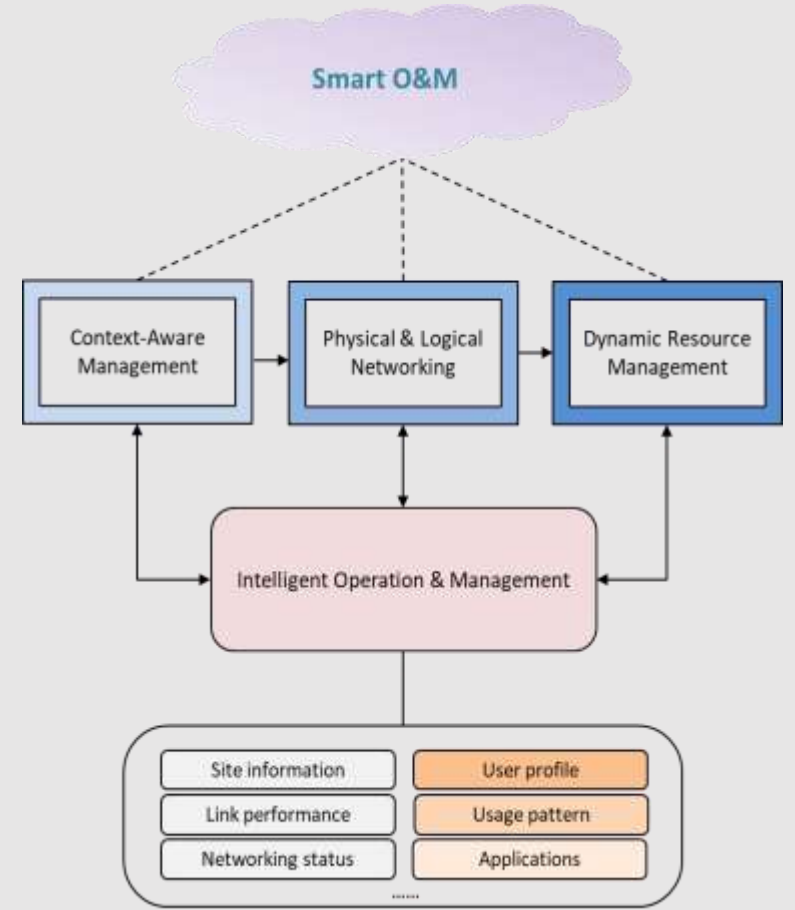 Smart O&M
Context-Aware
Management
Physical & Logical
Networking
Dynamic Resource
Management
Intelligent Operation & Management
Site information
User profile
Link performance
Usage pattern
Networking status
Applications
......